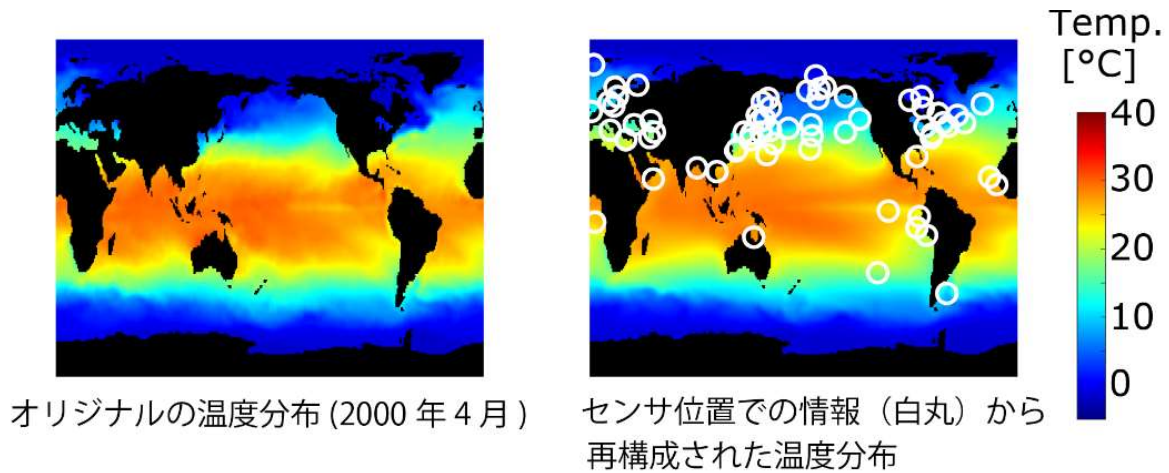 Temp.
[°C]
40
30
20
10
0
オリジナルの温度分布 (2000 年 4 月 )
センサ位置での情報（白丸）から
再構成された温度分布